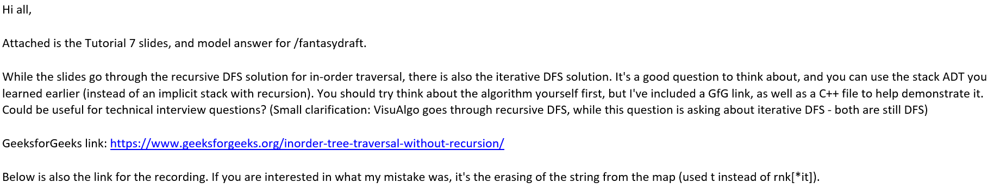 Hi all,
Attached is the Tutorial 7 slides, and model answer for /fantasydraft.
While the slides go through the recursive DFS solution for in-order traversal, there is also the iterative DFS solution. It's a good question to think about, and you can use the stack ADT you
learned earlier (instead of an implicit stack with recursion). You should try think about the algorithm yourself first, but I've included a GfG link, as well as a C++ file to help demonstrate it.
Could be useful for technical interview questions? (Small clarification: VisuAlgo goes through recursive DFS, while this question is asking about iterative DFS - both are still DFS)
GeeksforGeeks link: https://www.geeksforgeeks.org/inorder-tree-traversal-without-recursion/
Below is also the link for the recording. If you are interested in what my mistake was, it's the erasing of the string from the map (used t instead of rnk[*it]).